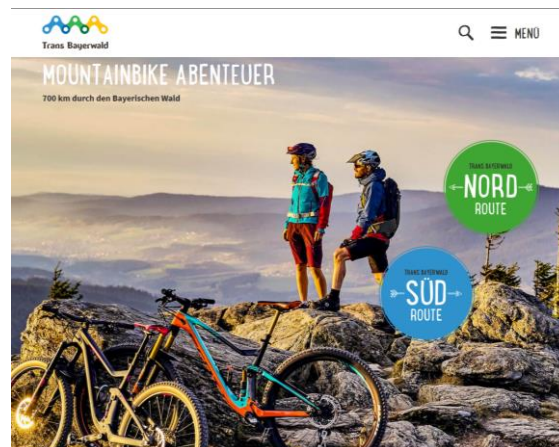 Trans Bayerwald
MENÜ
MOUNTAINBIKE ABENTEUER
700 km durch den Bayerischen Wald
TRANS BAYERWALD
NORD
ROUTE
TRANS BAYERWALD
SÜD
ROUTE